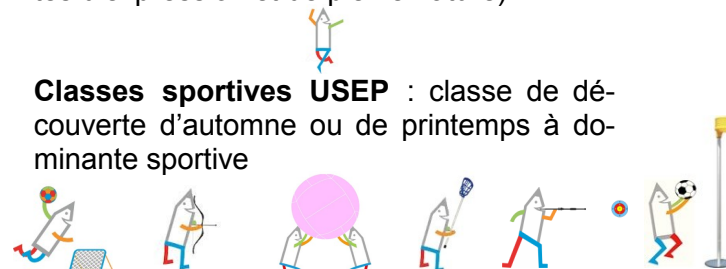 Classes sportives USEP : classe de dé-
couverte d'automne ou de printemps à do-
minante sportive